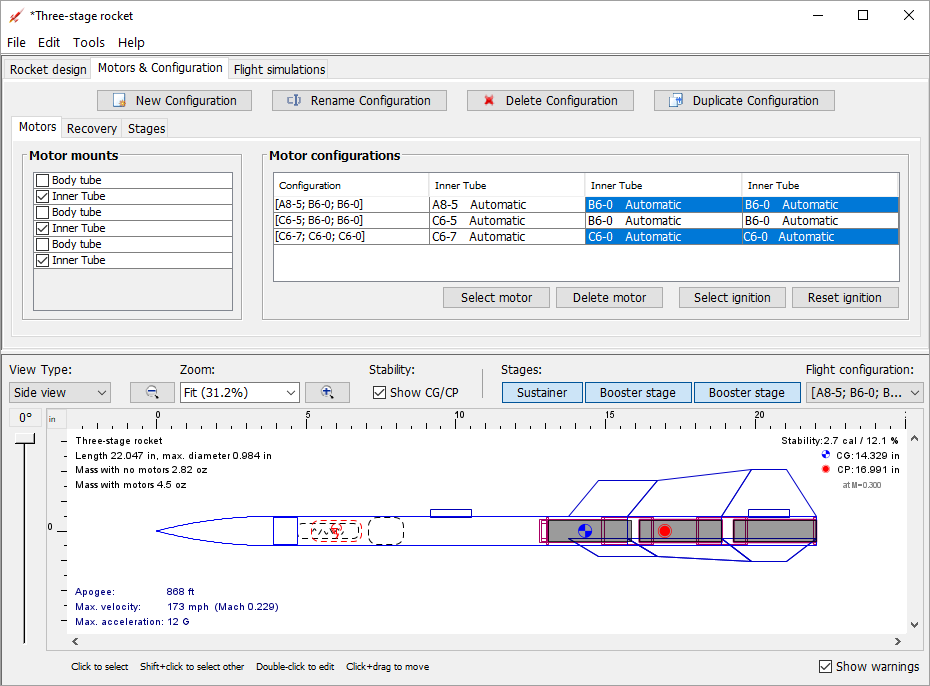 *Three-stage rocket
File Edit Tools Help
Rocket design Motors & Configuration Flight simulations
New Configuration Rename Configuration Delete Configuration Duplicate Configuration
Motors Recovery Stages
Motor mounts
Body tube
Inner Tube
Body tube
Inner Tube
Body tube
Inner Tube
Motor configurations
Configuration Inner Tube Inner Tube Inner Tube
[A8-5; B6-0; B6-0] A8-5 Automatic B6-0 Automatic B6-0 Automatic
[C6-5; B6-0; B6-0] C6-5 Automatic B6-0 Automatic B6-0 Automatic
[C6-7; C6-0; C6-0] C6-7 Automatic C6-0 Automatic C6-0 Automatic
Select motor Delete motor Select ignition Reset ignition
View Type: Zoom: Stability: Stages: Flight configuration:
Side view Fit (31.2%) Show CG/CP Sustainer Booster stage Booster stage [A8-5; B6-0; B...
0° in 0 5 10 15 20
Three-stage rocket
Length 22.047 in, max. diameter 0.984 in
Mass with no motors 2.82 oz
Mass with motors 4.5 oz
Stability:2.7 cal / 12.1 %
CG:14.329 in
CP:16.991 in
at M=0.300
0
Apogee: 868 ft
Max. velocity: 173 mph (Mach 0.229)
Max. acceleration: 12 G
Click to select Shift+click to select other Double-click to edit Click+drag to move Show warnings